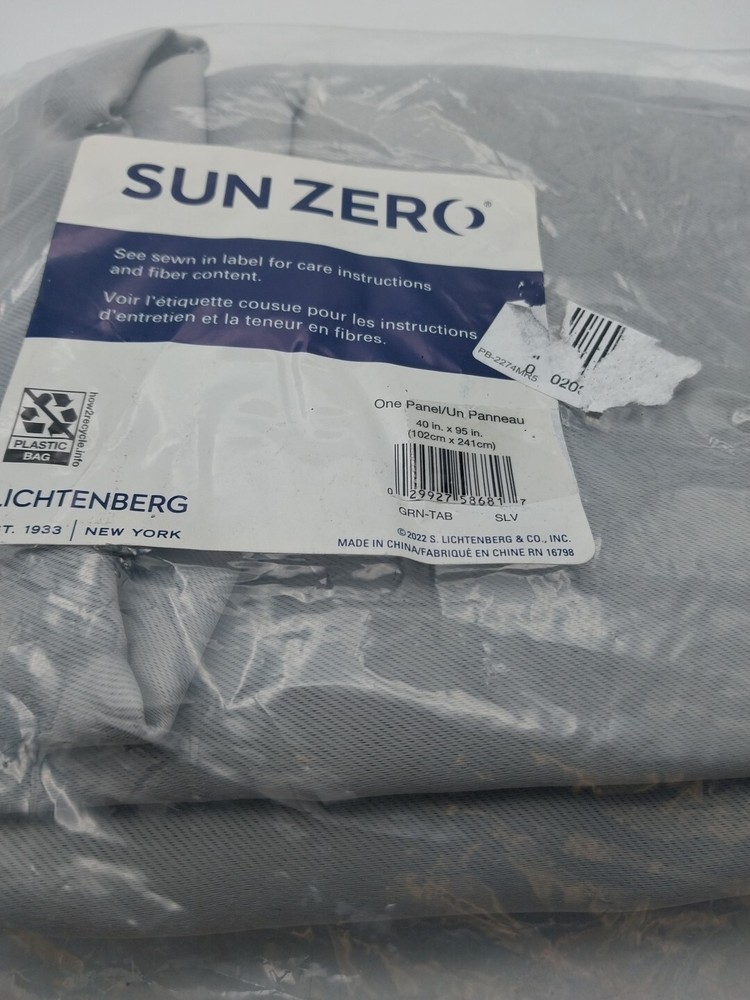 SUN ZERO®
See sewn in label for care instructions
and fiber content.
Voir l'étiquette cousue pour les instructions
d'entretien et la teneur en fibres.
PB-2274MR5
0 020
how2recycle.info
PLASTIC
BAG
One Panel/Un Panneau
40 in. x 95 in.
(102cm x 241cm)
0 29927 58681 7
GRN-TAB SLV
LICHTENBERG
T. 1933 | NEW YORK
©2022 S. LICHTENBERG & CO., INC.
MADE IN CHINA/FABRIQUÉ EN CHINE RN 16798